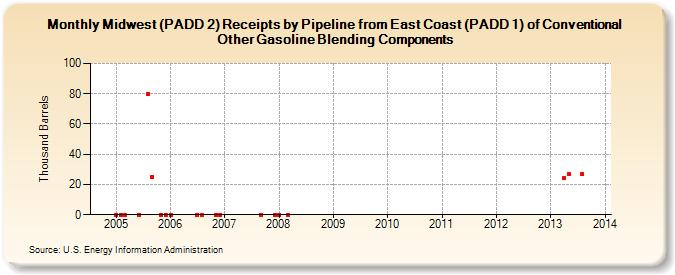 Monthly Midwest (PADD 2) Receipts by Pipeline from East Coast (PADD 1) of Conventional
Other Gasoline Blending Components
Thousand Barrels
100
80
60
40
20
0
2005 2006 2007 2008 2009 2010 2011 2012 2013 2014
Source: U.S. Energy Information Administration